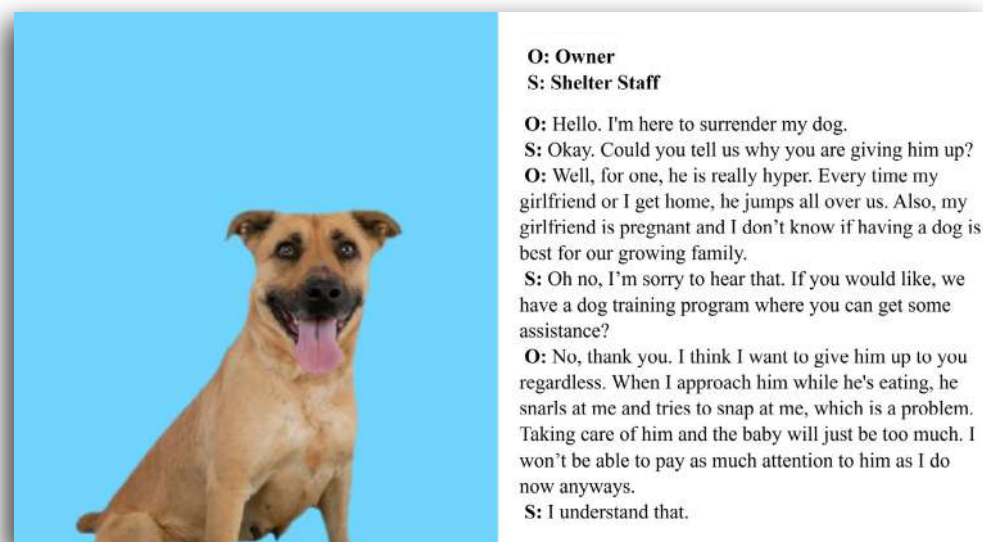 O: Owner
S: Shelter Staff
O: Hello. I'm here to surrender my dog.
S: Okay. Could you tell us why you are giving him up?
O: Well, for one, he is really hyper. Every time my
girlfriend or I get home, he jumps all over us. Also, my
girlfriend is pregnant and I don’t know if having a dog is
best for our growing family.
S: Oh no, I’m sorry to hear that. If you would like, we
have a dog training program where you can get some
assistance?
O: No, thank you. I think I want to give him up to you
regardless. When I approach him while he's eating, he
snarls at me and tries to snap at me, which is a problem.
Taking care of him and the baby will just be too much. I
won’t be able to pay as much attention to him as I do
now anyways.
S: I understand that.